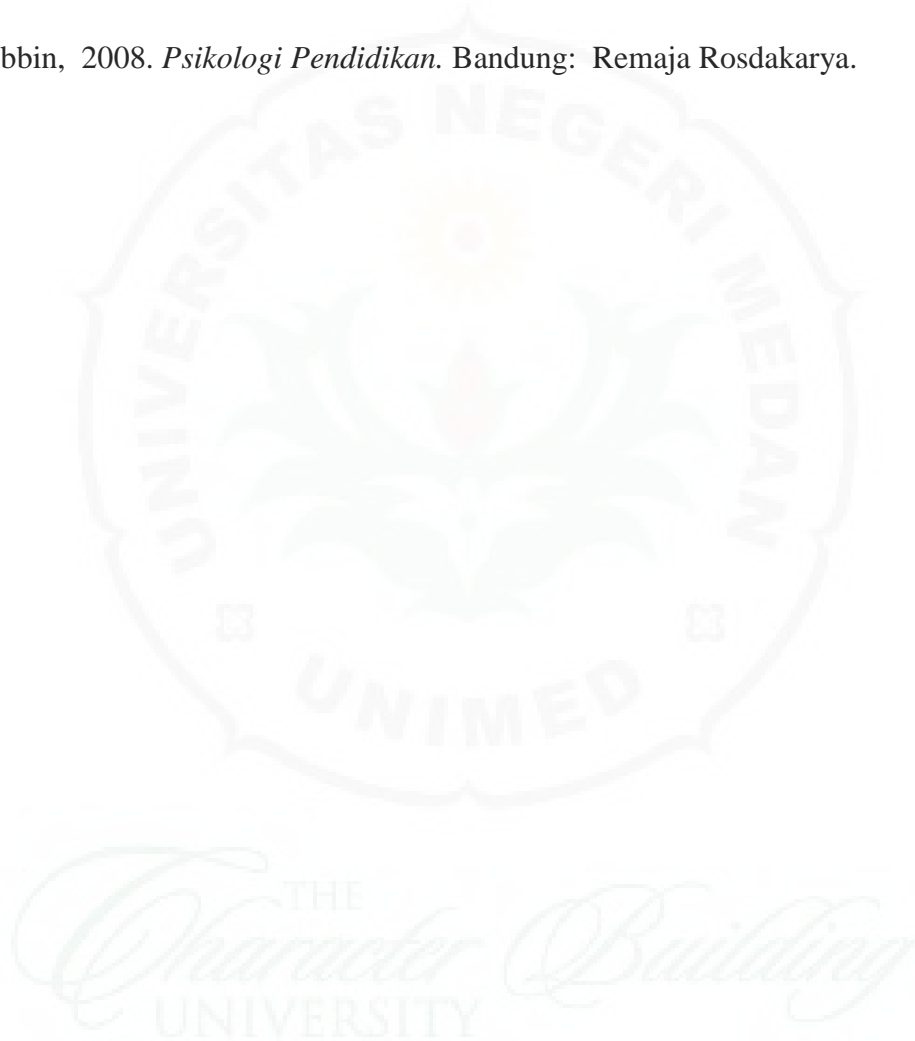 bbin, 2008. Psikologi Pendidikan. Bandung: Remaja Rosdakarya.
UNIVERSITAS NEGERI MEDAN
UNIMED
THE
Character Building
UNIVERSITY